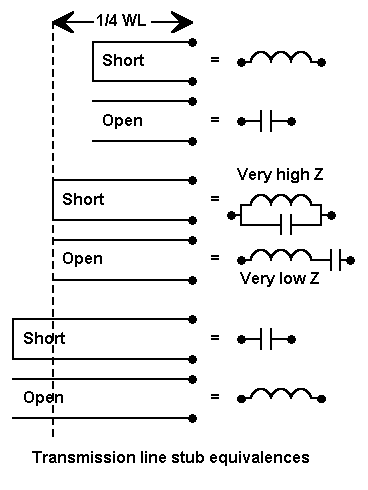 1/4 WL
Short =
Open =
Very high Z
Short =
Open =
Very low Z
Short =
Open =
Transmission line stub equivalences